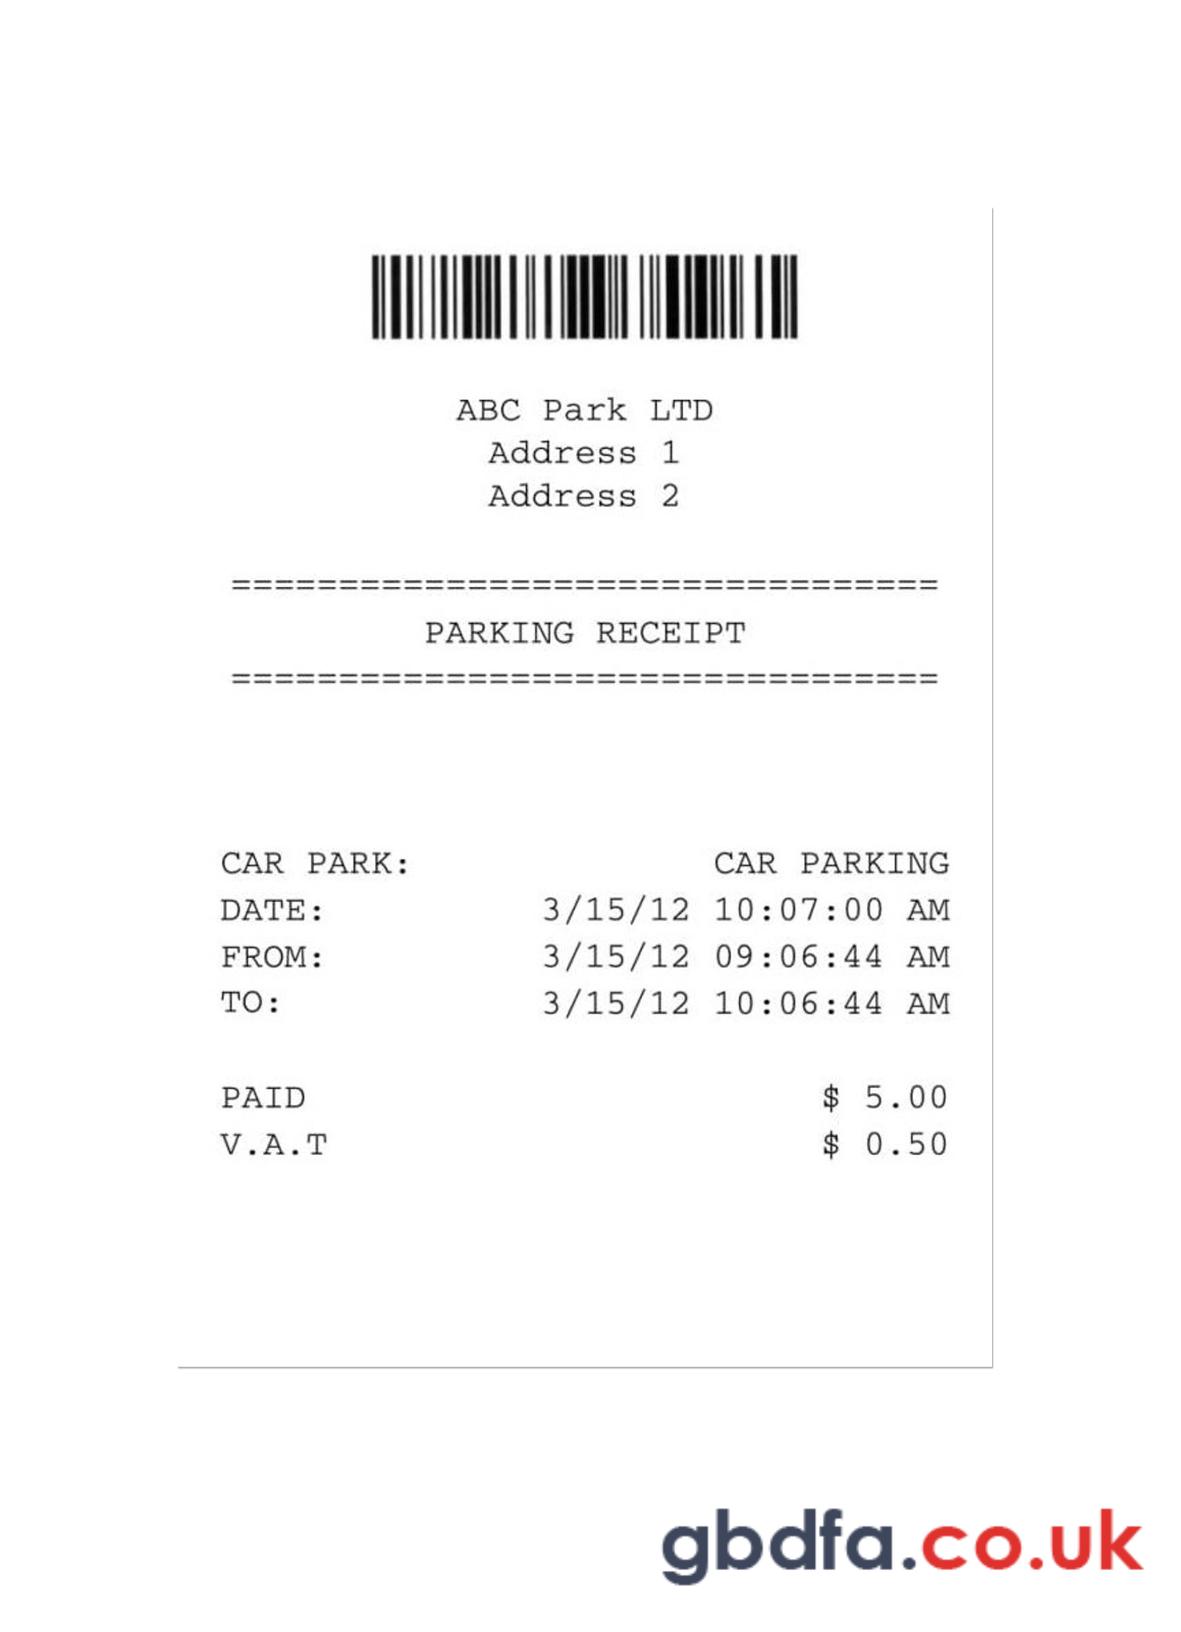 ABC Park LTD
Address 1
Address 2
=================================
PARKING RECEIPT
=================================
CAR PARK: CAR PARKING
DATE: 3/15/12 10:07:00 AM
FROM: 3/15/12 09:06:44 AM
TO: 3/15/12 10:06:44 AM
PAID $ 5.00
V.A.T $ 0.50
gbdfa.co.uk